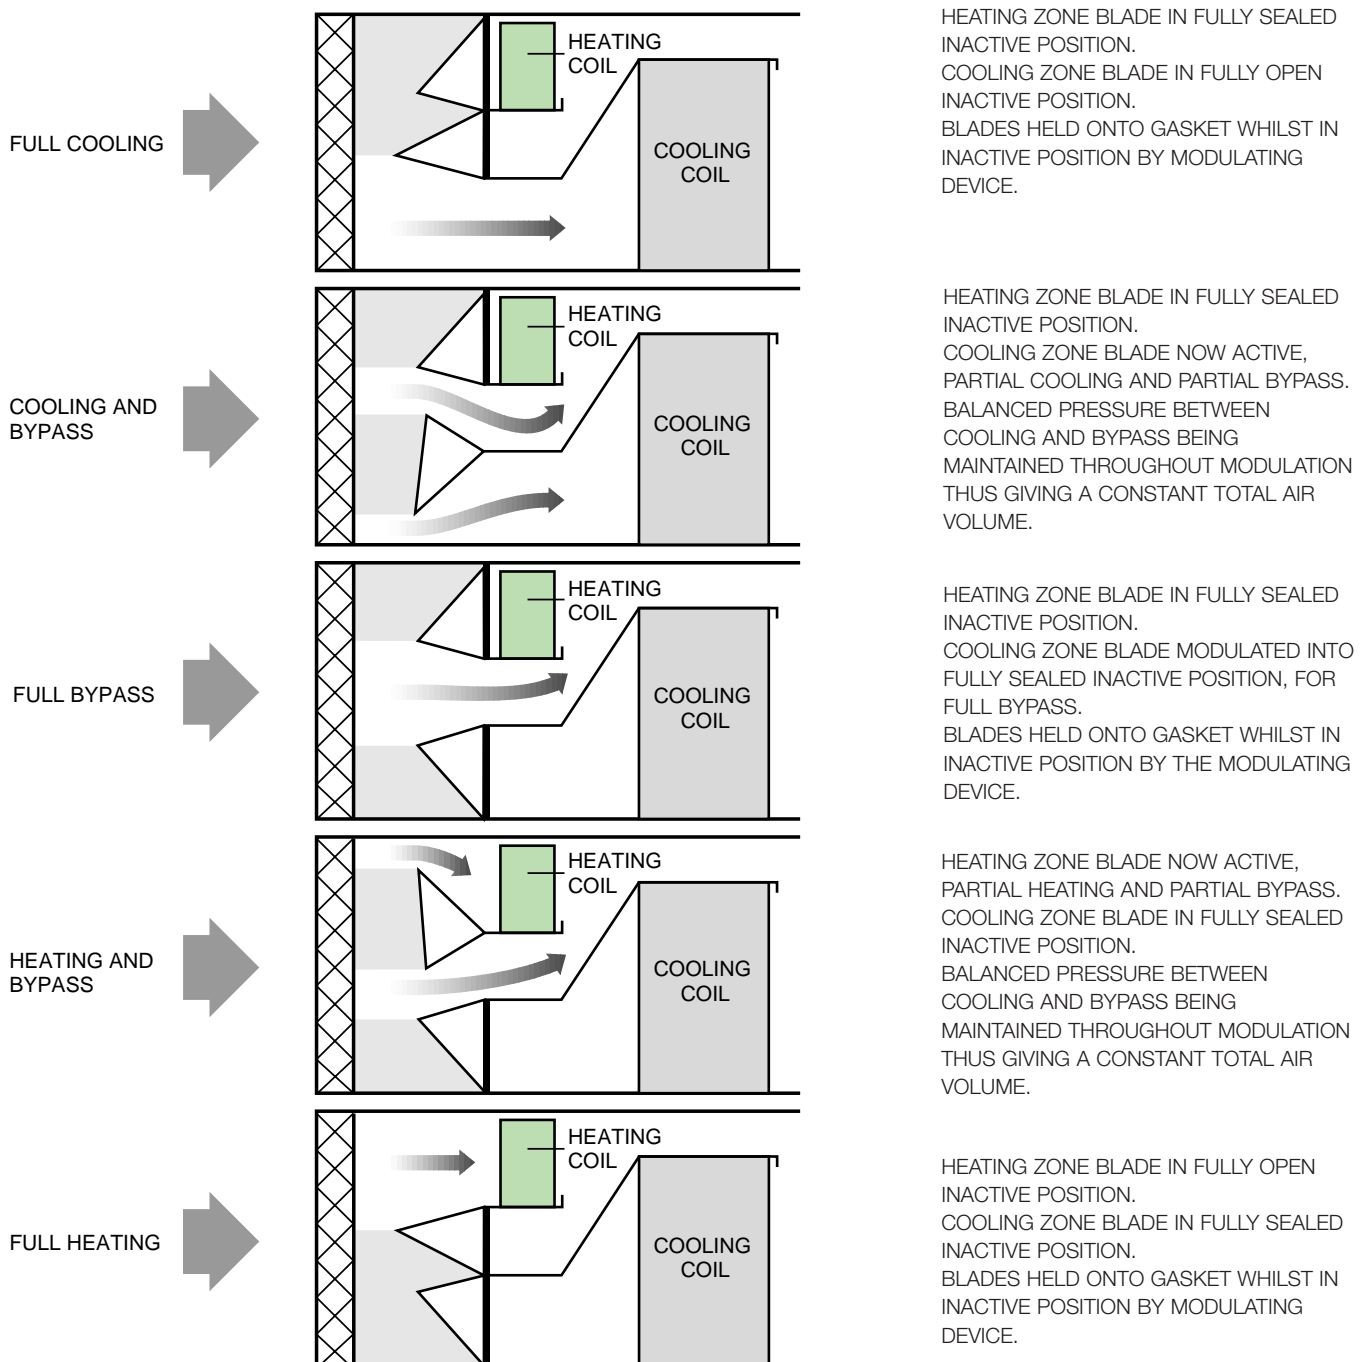 FULL COOLING
HEATING
COIL
COOLING
COIL
HEATING ZONE BLADE IN FULLY SEALED
INACTIVE POSITION.
COOLING ZONE BLADE IN FULLY OPEN
INACTIVE POSITION.
BLADES HELD ONTO GASKET WHILST IN
INACTIVE POSITION BY MODULATING
DEVICE.
COOLING AND
BYPASS
HEATING
COIL
COOLING
COIL
HEATING ZONE BLADE IN FULLY SEALED
INACTIVE POSITION.
COOLING ZONE BLADE NOW ACTIVE,
PARTIAL COOLING AND PARTIAL BYPASS.
BALANCED PRESSURE BETWEEN
COOLING AND BYPASS BEING
MAINTAINED THROUGHOUT MODULATION
THUS GIVING A CONSTANT TOTAL AIR
VOLUME.
FULL BYPASS
HEATING
COIL
COOLING
COIL
HEATING ZONE BLADE IN FULLY SEALED
INACTIVE POSITION.
COOLING ZONE BLADE MODULATED INTO
FULLY SEALED INACTIVE POSITION, FOR
FULL BYPASS.
BLADES HELD ONTO GASKET WHILST IN
INACTIVE POSITION BY THE MODULATING
DEVICE.
HEATING AND
BYPASS
HEATING
COIL
COOLING
COIL
HEATING ZONE BLADE NOW ACTIVE,
PARTIAL HEATING AND PARTIAL BYPASS.
COOLING ZONE BLADE IN FULLY SEALED
INACTIVE POSITION.
BALANCED PRESSURE BETWEEN
COOLING AND BYPASS BEING
MAINTAINED THROUGHOUT MODULATION
THUS GIVING A CONSTANT TOTAL AIR
VOLUME.
FULL HEATING
HEATING
COIL
COOLING
COIL
HEATING ZONE BLADE IN FULLY OPEN
INACTIVE POSITION.
COOLING ZONE BLADE IN FULLY SEALED
INACTIVE POSITION.
BLADES HELD ONTO GASKET WHILST IN
INACTIVE POSITION BY MODULATING
DEVICE.